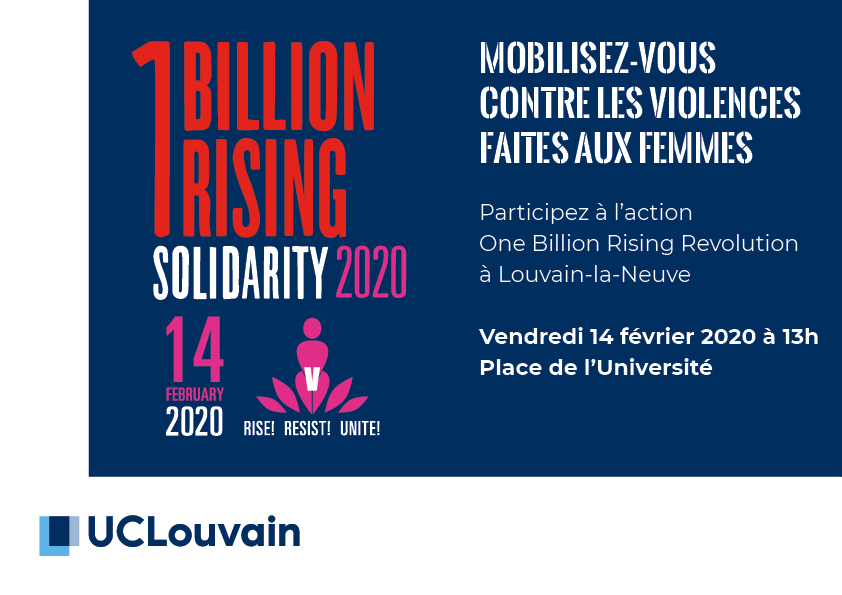 1 BILLION
RISING
SOLIDARITY 2020
14
FEBRUARY
2020
V
RISE! RESIST! UNITE!
MOBILISEZ-VOUS
CONTRE LES VIOLENCES
FAITES AUX FEMMES
Participez à l’action
One Billion Rising Revolution
à Louvain-la-Neuve
Vendredi 14 février 2020 à 13h
Place de l’Université
UCLouvain